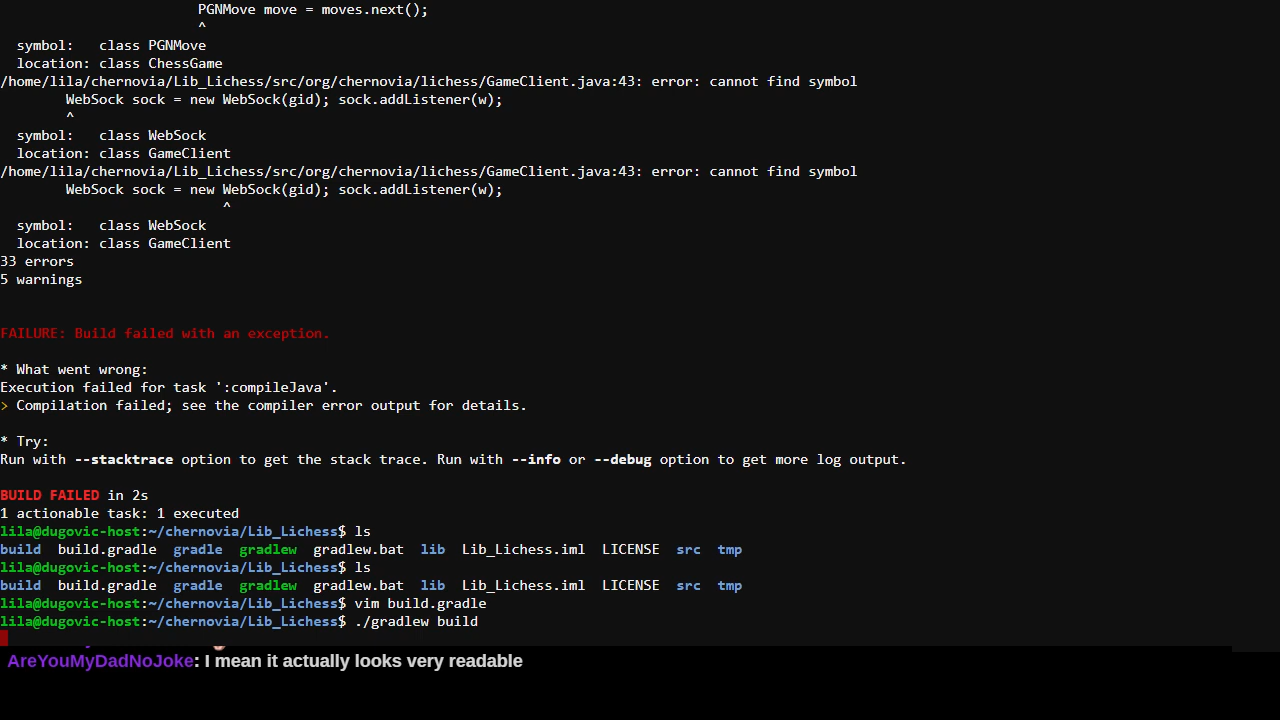 PGNMove move = moves.next();
^
symbol:   class PGNMove
location: class ChessGame
/home/lila/chernovia/Lib_Lichess/src/org/chernovia/lichess/GameClient.java:43: error: cannot find symbol
WebSock sock = new WebSock(gid); sock.addListener(w);
^
symbol:   class WebSock
location: class GameClient
/home/lila/chernovia/Lib_Lichess/src/org/chernovia/lichess/GameClient.java:43: error: cannot find symbol
WebSock sock = new WebSock(gid); sock.addListener(w);
^
symbol:   class WebSock
location: class GameClient
33 errors
5 warnings
FAILURE: Build failed with an exception.
* What went wrong:
Execution failed for task ':compileJava'.
> Compilation failed; see the compiler error output for details.
* Try:
Run with --stacktrace option to get the stack trace. Run with --info or --debug option to get more log output.
BUILD FAILED in 2s
1 actionable task: 1 executed
lila@dugovic-host:~/chernovia/Lib_Lichess$ ls
build  build.gradle  gradle  gradlew  gradlew.bat  lib  Lib_Lichess.iml  LICENSE  src  tmp
lila@dugovic-host:~/chernovia/Lib_Lichess$ ls
build  build.gradle  gradle  gradlew  gradlew.bat  lib  Lib_Lichess.iml  LICENSE  src  tmp
lila@dugovic-host:~/chernovia/Lib_Lichess$ vim build.gradle
lila@dugovic-host:~/chernovia/Lib_Lichess$ ./gradlew build
AreYouMyDadNoJoke: I mean it actually looks very readable